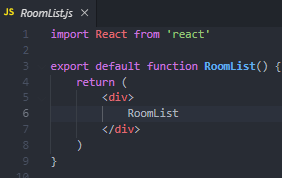 JS RoomList.js ×
1 import React from 'react'
2
3 export default function RoomList() {
4     return (
5         <div>
6             RoomList
7         </div>
8     )
9 }
10